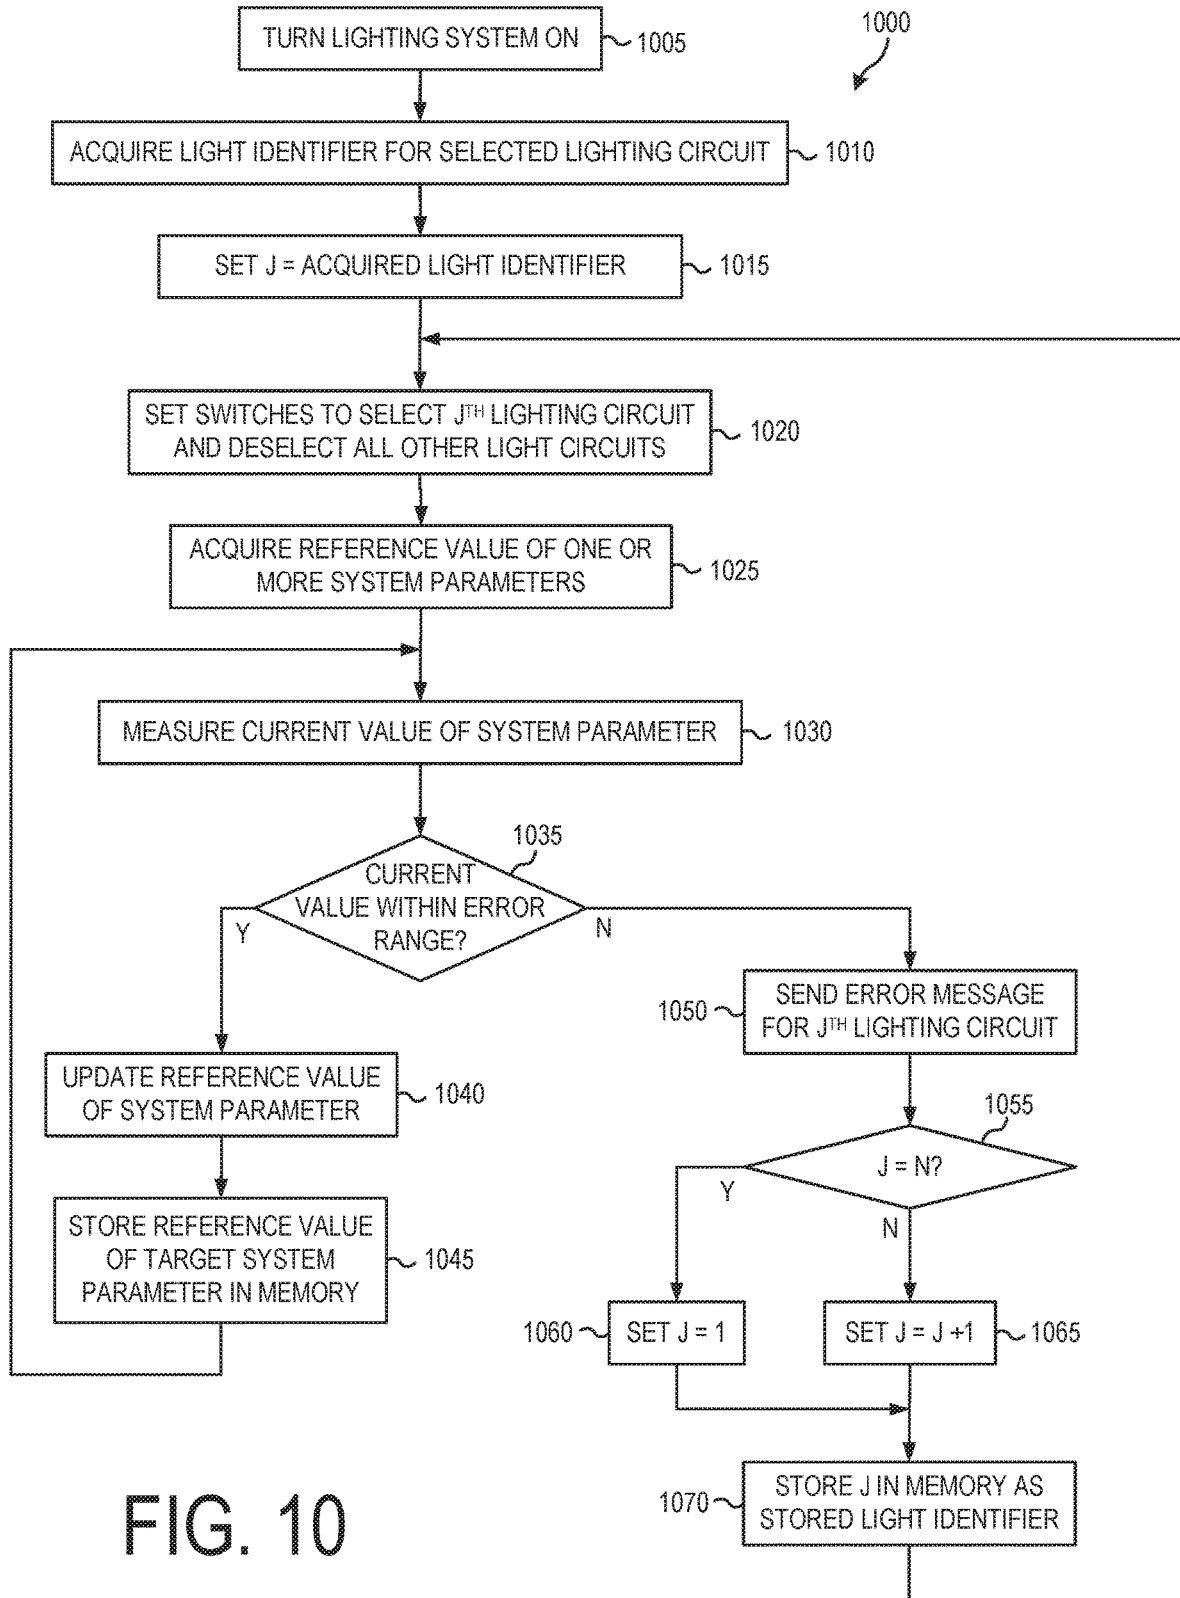 TURN LIGHTING SYSTEM ON
1005
1000
ACQUIRE LIGHT IDENTIFIER FOR SELECTED LIGHTING CIRCUIT
1010
SET J = ACQUIRED LIGHT IDENTIFIER
1015
SET SWITCHES TO SELECT JTH LIGHTING CIRCUIT
AND DESELECT ALL OTHER LIGHT CIRCUITS
1020
ACQUIRE REFERENCE VALUE OF ONE OR
MORE SYSTEM PARAMETERS
1025
MEASURE CURRENT VALUE OF SYSTEM PARAMETER
1030
1035
CURRENT
VALUE WITHIN ERROR
RANGE?
Y
N
SEND ERROR MESSAGE
FOR JTH LIGHTING CIRCUIT
1050
UPDATE REFERENCE VALUE
OF SYSTEM PARAMETER
1040
1055
J = N?
Y
N
STORE REFERENCE VALUE
OF TARGET SYSTEM
PARAMETER IN MEMORY
1045
1060
SET J = 1
SET J = J +1
1065
1070
STORE J IN MEMORY AS
STORED LIGHT IDENTIFIER
FIG. 10